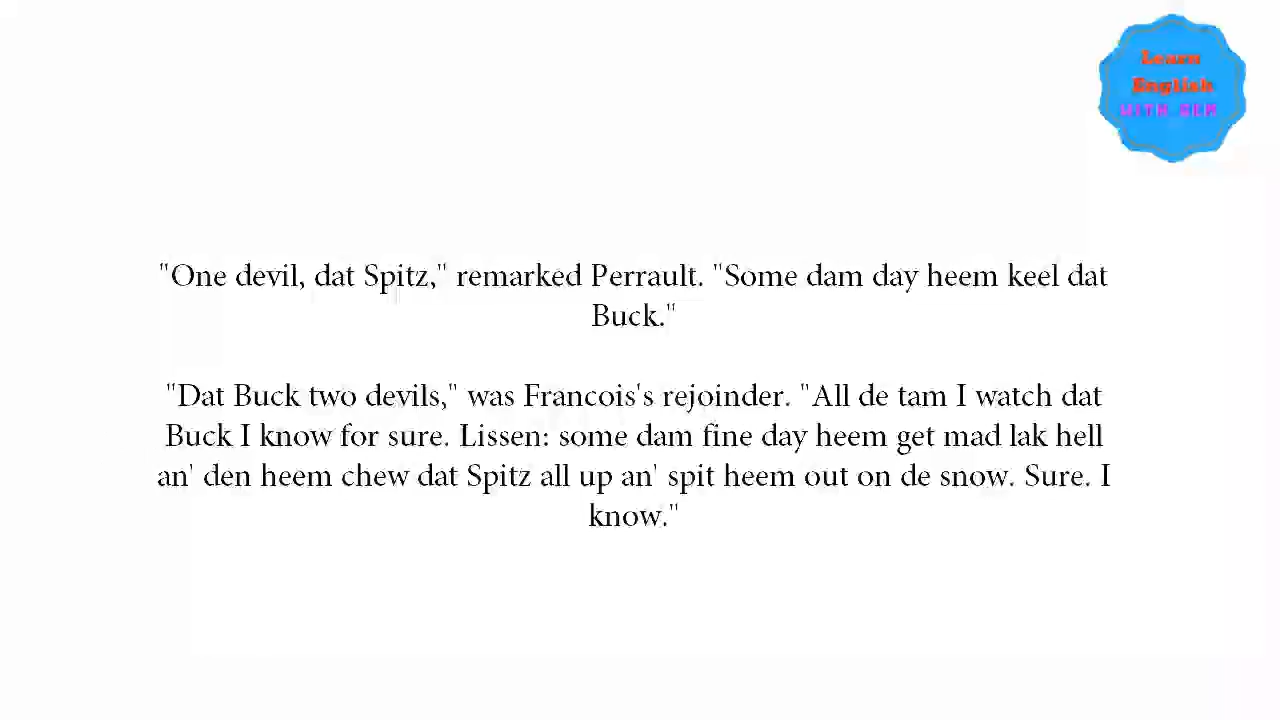 Learn
English
WITH GEM
"One devil, dat Spitz," remarked Perrault. "Some dam day heem keel dat
Buck."
"Dat Buck two devils," was Francois's rejoinder. "All de tam I watch dat
Buck I know for sure. Lissen: some dam fine day heem get mad lak hell
an' den heem chew dat Spitz all up an' spit heem out on de snow. Sure. I
know."